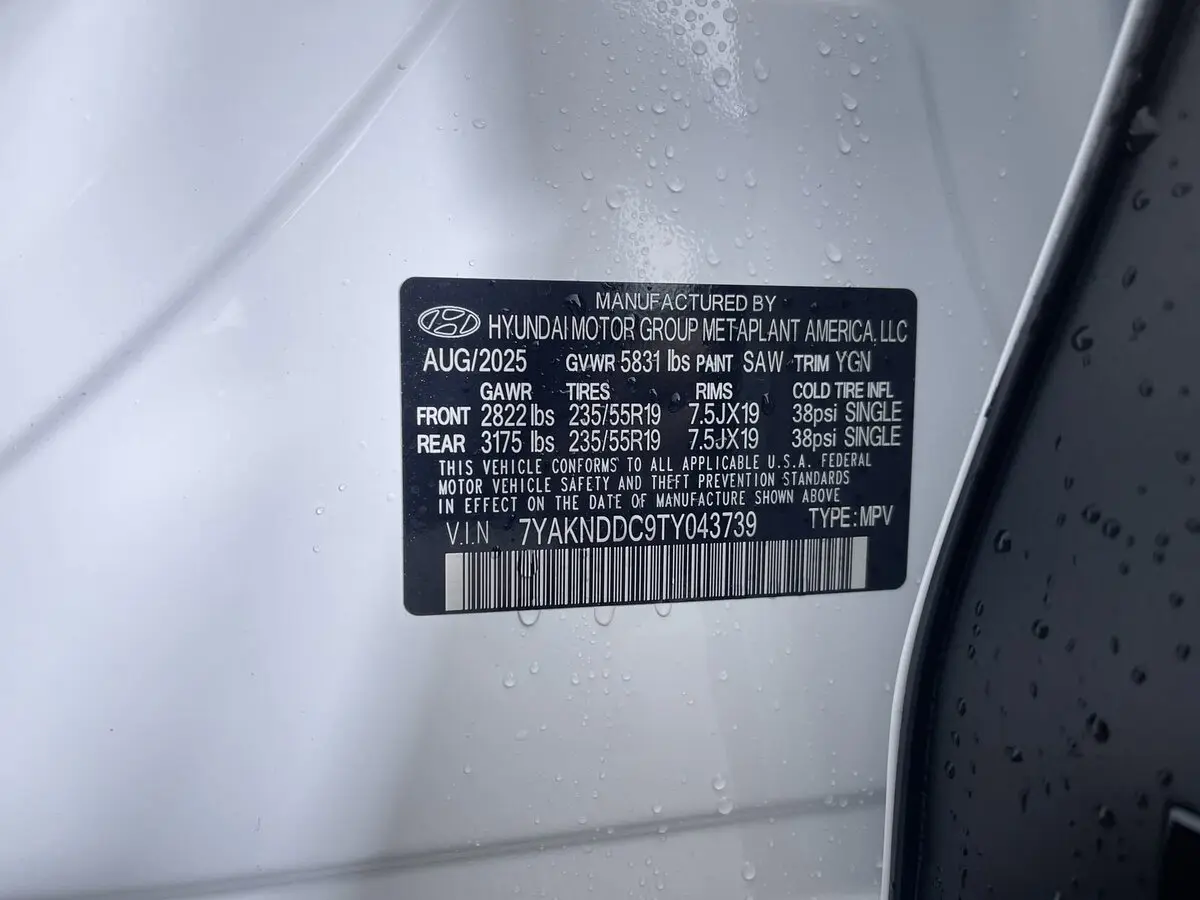 MANUFACTURED BY
HYUNDAI MOTOR GROUP METAPLANT AMERICA, LLC
AUG/2025 GVWR 5831 lbs PAINT SAW TRIM YGN
GAWR TIRES RIMS COLD TIRE INFL
FRONT 2822 lbs 235/55R19 7.5JX19 38psi SINGLE
REAR 3175 lbs 235/55R19 7.5JX19 38psi SINGLE
THIS VEHICLE CONFORMS TO ALL APPLICABLE U.S.A. FEDERAL
MOTOR VEHICLE SAFETY AND THEFT PREVENTION STANDARDS
IN EFFECT ON THE DATE OF MANUFACTURE SHOWN ABOVE
V.I.N 7YAKNDDC9TY043739 TYPE: MPV